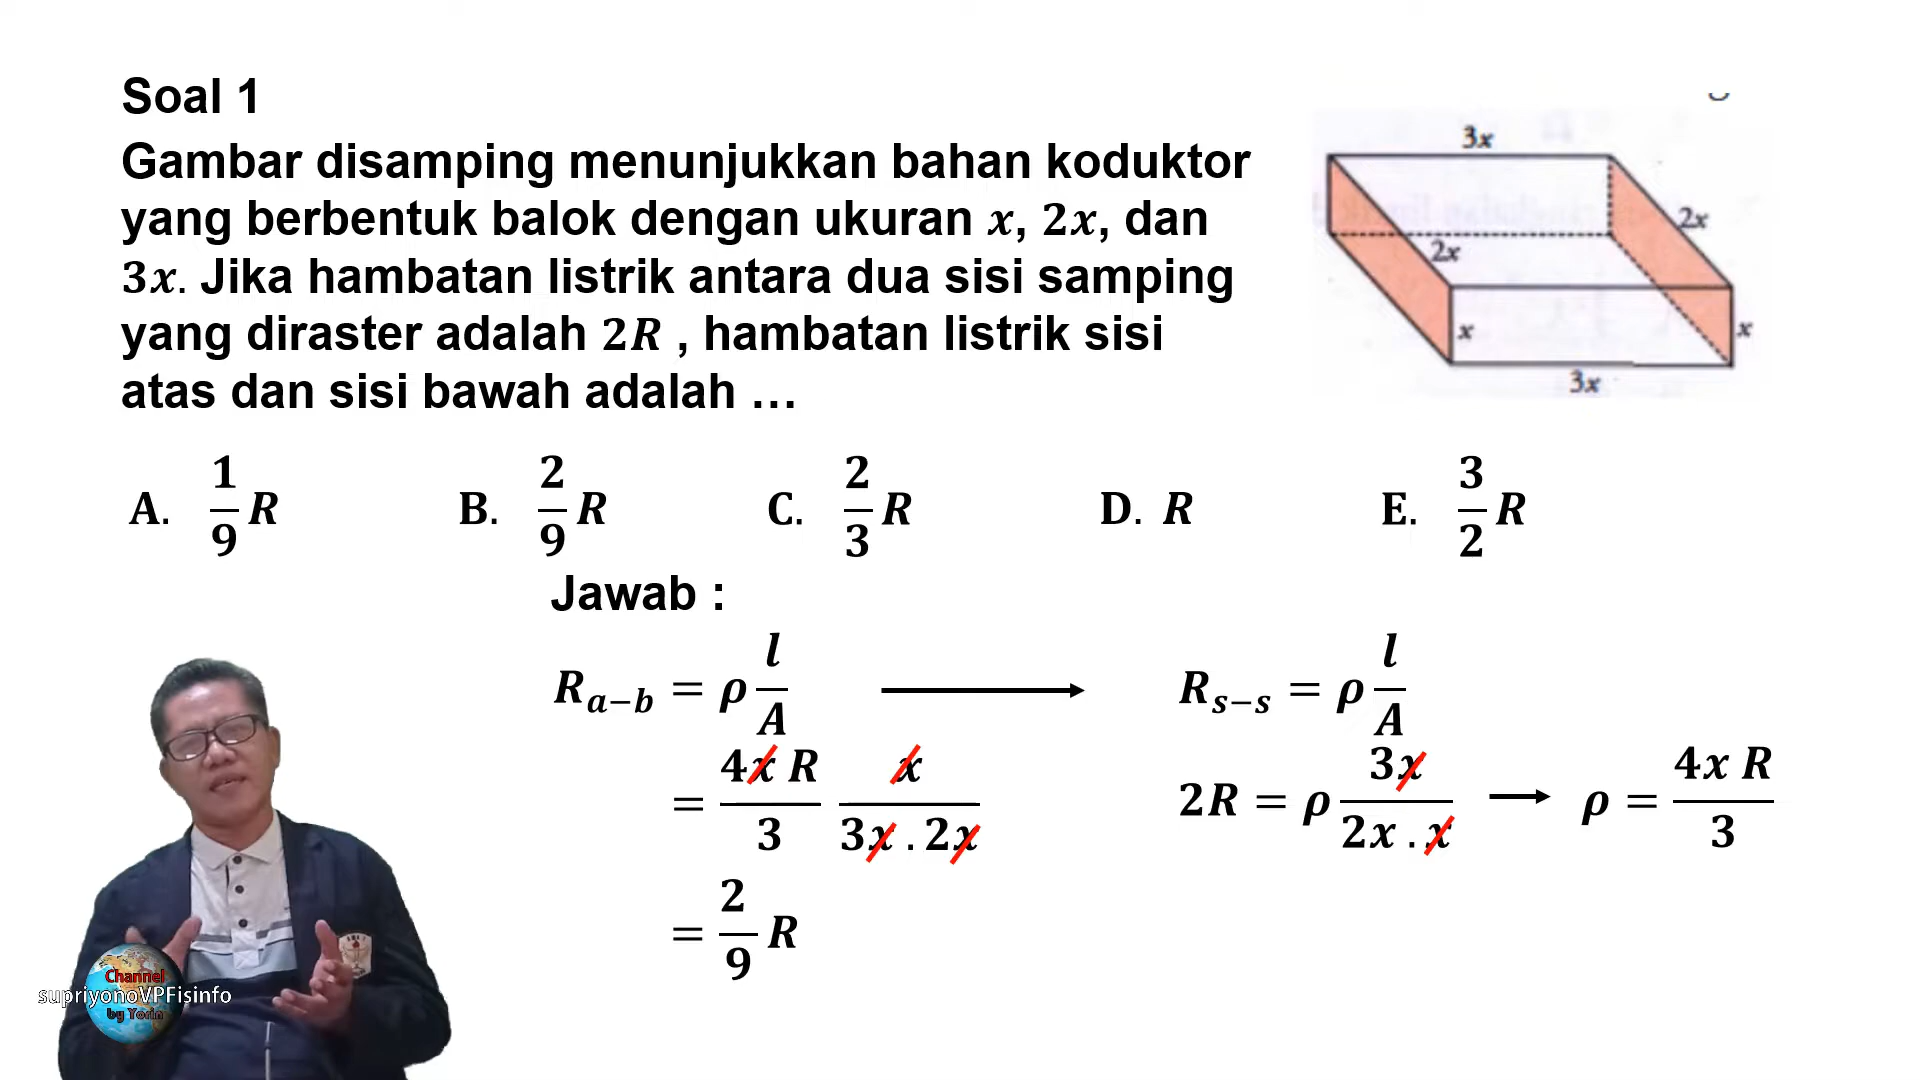 Soal 1
Gambar disamping menunjukkan bahan koduktor
yang berbentuk balok dengan ukuran x, 2x, dan
3x. Jika hambatan listrik antara dua sisi samping
yang diraster adalah 2R , hambatan listrik sisi
atas dan sisi bawah adalah ...
3x
2x
2x
x
x
3x
A. 1/9 R B. 2/9 R C. 2/3 R D. R E. 3/2 R
Jawab :
R_{a-b} = ρ l/A → R_{s-s} = ρ l/A
= 4x R/3 x/3x . 2x 2R = ρ 3x/2x . x → ρ = 4x R/3
= 2/9 R
Channel
supriyonoVPFisinfo
by Yorin